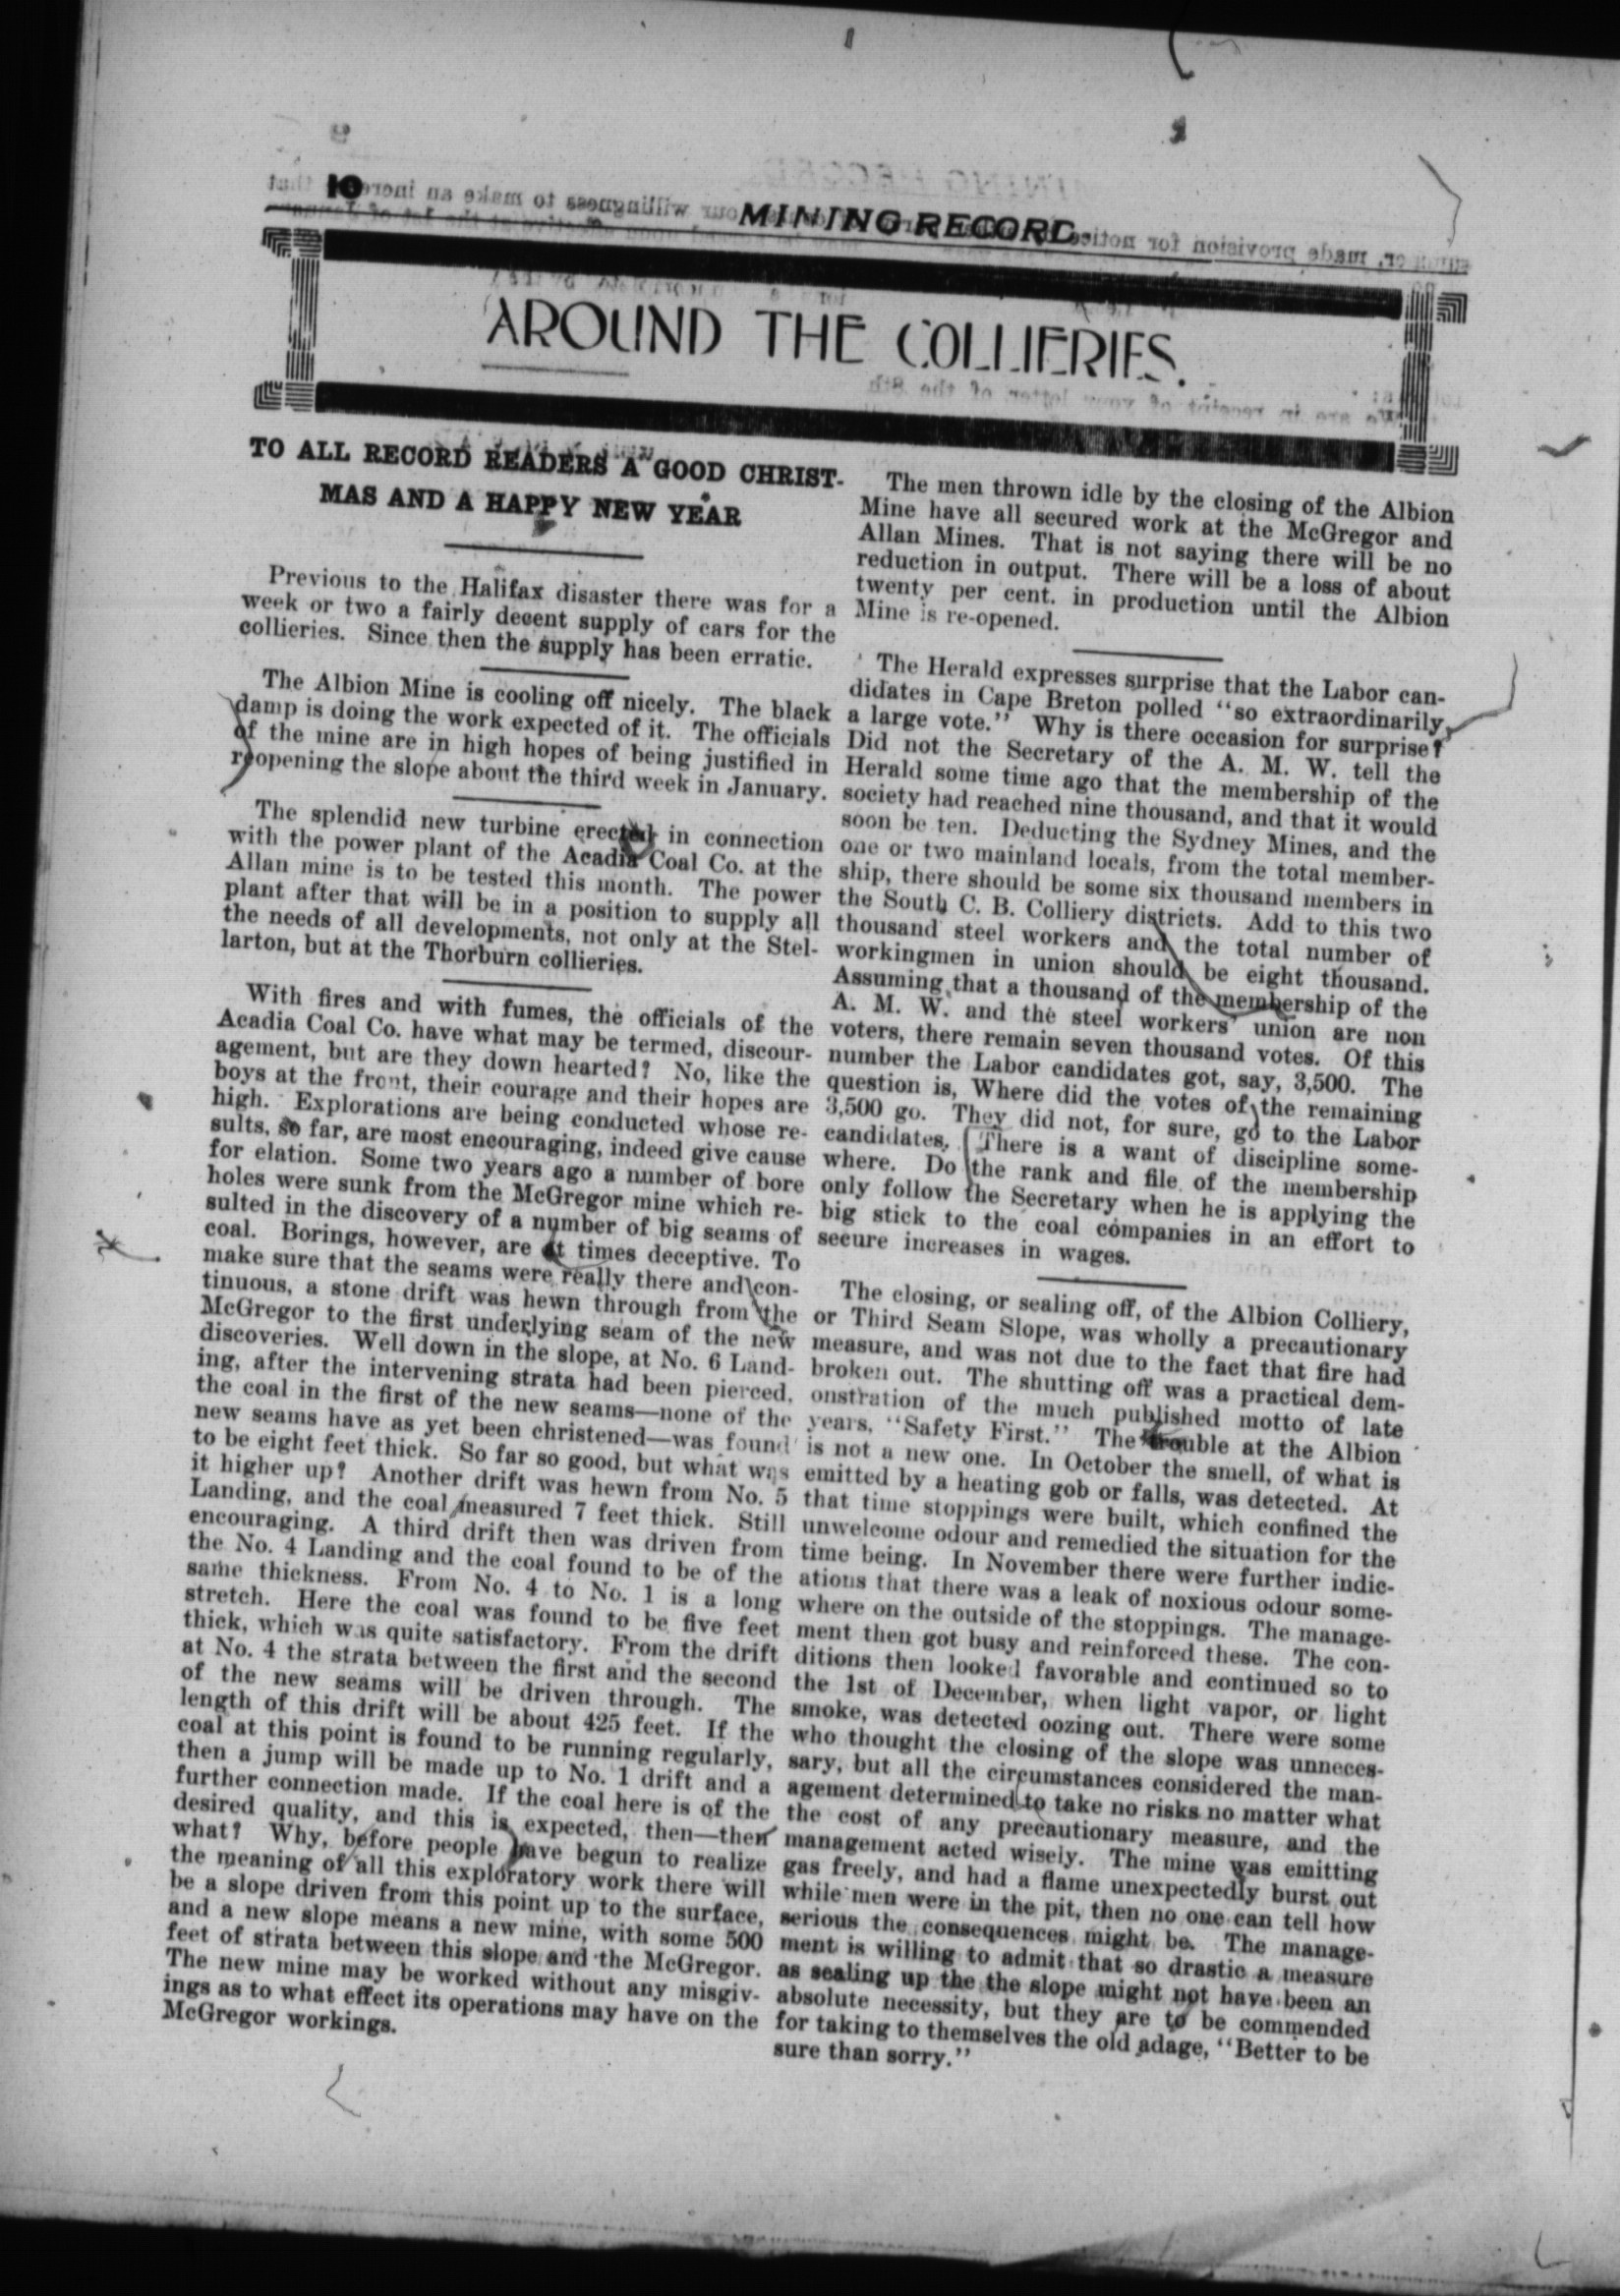 10
MINING RECORD.
AROUND THE COLLIERIES.
TO ALL RECORD READERS A GOOD CHRIST-
MAS AND A HAPPY NEW YEAR
Previous to the Halifax disaster there was for a
week or two a fairly decent supply of cars for the
collieries. Since then the supply has been erratic.
The Albion Mine is cooling off nicely. The black
damp is doing the work expected of it. The officials
of the mine are in high hopes of being justified in
reopening the slope about the third week in January.
The splendid new turbine erected in connection
with the power plant of the Acadia Coal Co. at the
Allan mine is to be tested this month. The power
plant after that will be in a position to supply all
the needs of all developments, not only at the Stel-
larton, but at the Thorburn collieries.
With fires and with fumes, the officials of the
Acadia Coal Co. have what may be termed, discour-
agement, but are they down hearted? No, like the
boys at the front, their courage and their hopes are
high. Explorations are being conducted whose re-
sults, so far, are most encouraging, indeed give cause
for elation. Some two years ago a number of bore
holes were sunk from the McGregor mine which re-
sulted in the discovery of a number of big seams of
coal. Borings, however, are at times deceptive. To
make sure that the seams were really there and con-
tinuous, a stone drift was hewn through from the
McGregor to the first underlying seam of the new
discoveries. Well down in the slope, at No. 6 Land-
ing, after the intervening strata had been pierced,
the coal in the first of the new seams—none of the
new seams have as yet been christened—was found
to be eight feet thick. So far so good, but what was
it higher up? Another drift was hewn from No. 5
Landing, and the coal measured 7 feet thick. Still
encouraging. A third drift then was driven from
the No. 4 Landing and the coal found to be of the
same thickness. From No. 4 to No. 1 is a long
stretch. Here the coal was found to be five feet
thick, which was quite satisfactory. From the drift
at No. 4 the strata between the first and the second
of the new seams will be driven through. The
length of this drift will be about 425 feet. If the
coal at this point is found to be running regularly,
then a jump will be made up to No. 1 drift and a
further connection made. If the coal here is of the
desired quality, and this is expected, then—then
what? Why, before people have begun to realize
the meaning of all this exploratory work there will
be a slope driven from this point up to the surface,
and a new slope means a new mine, with some 500
feet of strata between this slope and the McGregor.
The new mine may be worked without any misgiv-
ings as to what effect its operations may have on the
McGregor workings.
The men thrown idle by the closing of the Albion
Mine have all secured work at the McGregor and
Allan Mines. That is not saying there will be no
reduction in output. There will be a loss of about
twenty per cent. in production until the Albion
Mine is re-opened.
The Herald expresses surprise that the Labor can-
didates in Cape Breton polled "so extraordinarily
a large vote." Why is there occasion for surprise?
Did not the Secretary of the A. M. W. tell the
Herald some time ago that the membership of the
society had reached nine thousand, and that it would
soon be ten. Deducting the Sydney Mines, and the
one or two mainland locals, from the total member-
ship, there should be some six thousand members in
the South C. B. Colliery districts. Add to this two
thousand steel workers and the total number of
workingmen in union should be eight thousand.
Assuming that a thousand of the membership of the
A. M. W. and the steel workers' union are non
voters, there remain seven thousand votes. Of this
number the Labor candidates got, say, 3,500. The
question is, Where did the votes of the remaining
3,500 go. They did not, for sure, go to the Labor
candidates. There is a want of discipline some-
where. Do the rank and file of the membership
only follow the Secretary when he is applying the
big stick to the coal companies in an effort to
secure increases in wages.
The closing, or sealing off, of the Albion Colliery,
or Third Seam Slope, was wholly a precautionary
measure, and was not due to the fact that fire had
broken out. The shutting off was a practical dem-
onstration of the much published motto of late
years, "Safety First." The trouble at the Albion
is not a new one. In October the smell, of what is
emitted by a heating gob or falls, was detected. At
that time stoppings were built, which confined the
unwelcome odour and remedied the situation for the
time being. In November there were further indic-
ations that there was a leak of noxious odour some-
where on the outside of the stoppings. The manage-
ment then got busy and reinforced these. The con-
ditions then looked favorable and continued so to
the 1st of December, when light vapor, or light
smoke, was detected oozing out. There were some
who thought the closing of the slope was unneces-
sary, but all the circumstances considered the man-
agement determined to take no risks no matter what
the cost of any precautionary measure, and the
management acted wisely. The mine was emitting
gas freely, and had a flame unexpectedly burst out
while men were in the pit, then no one can tell how
serious the consequences might be. The manage-
ment is willing to admit that so drastic a measure
as sealing up the the slope might not have been an
absolute necessity, but they are to be commended
for taking to themselves the old adage, "Better to be
sure than sorry."